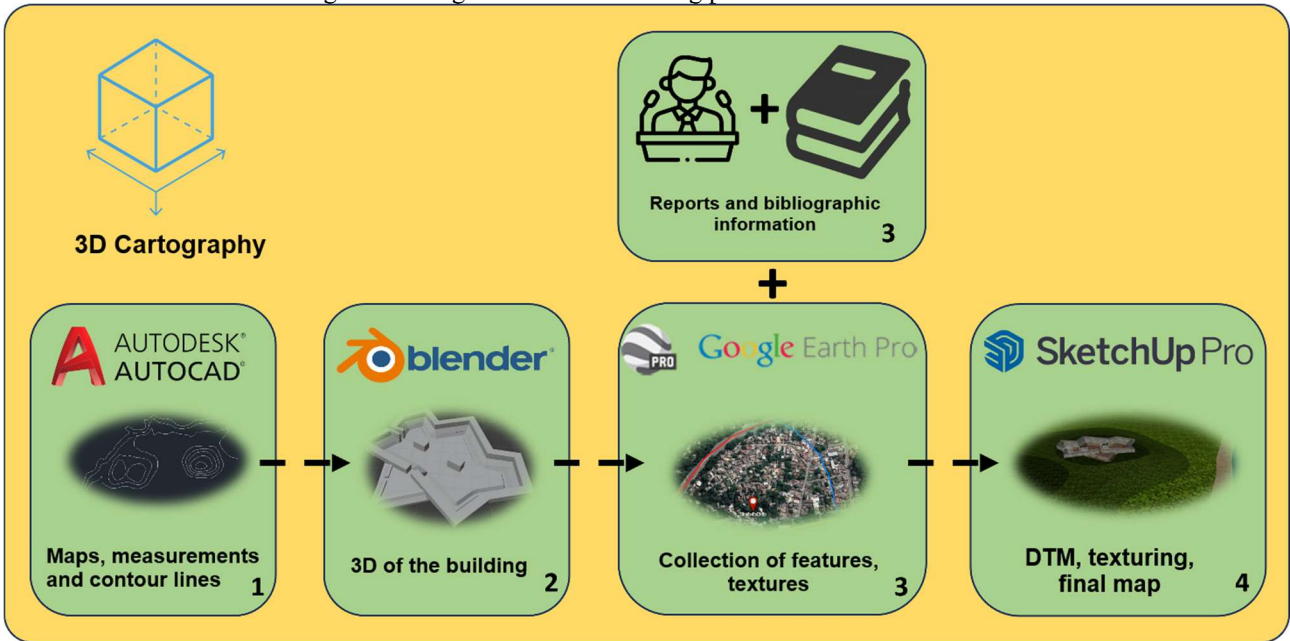 3D Cartography
Reports and bibliographic
information
3
+
+
AUTODESK®
AUTOCAD®
Maps, measurements
and contour lines
1
blender®
3D of the building
2
PRO
Google Earth Pro
Collection of features,
textures
3
SketchUp Pro
DTM, texturing,
final map
4